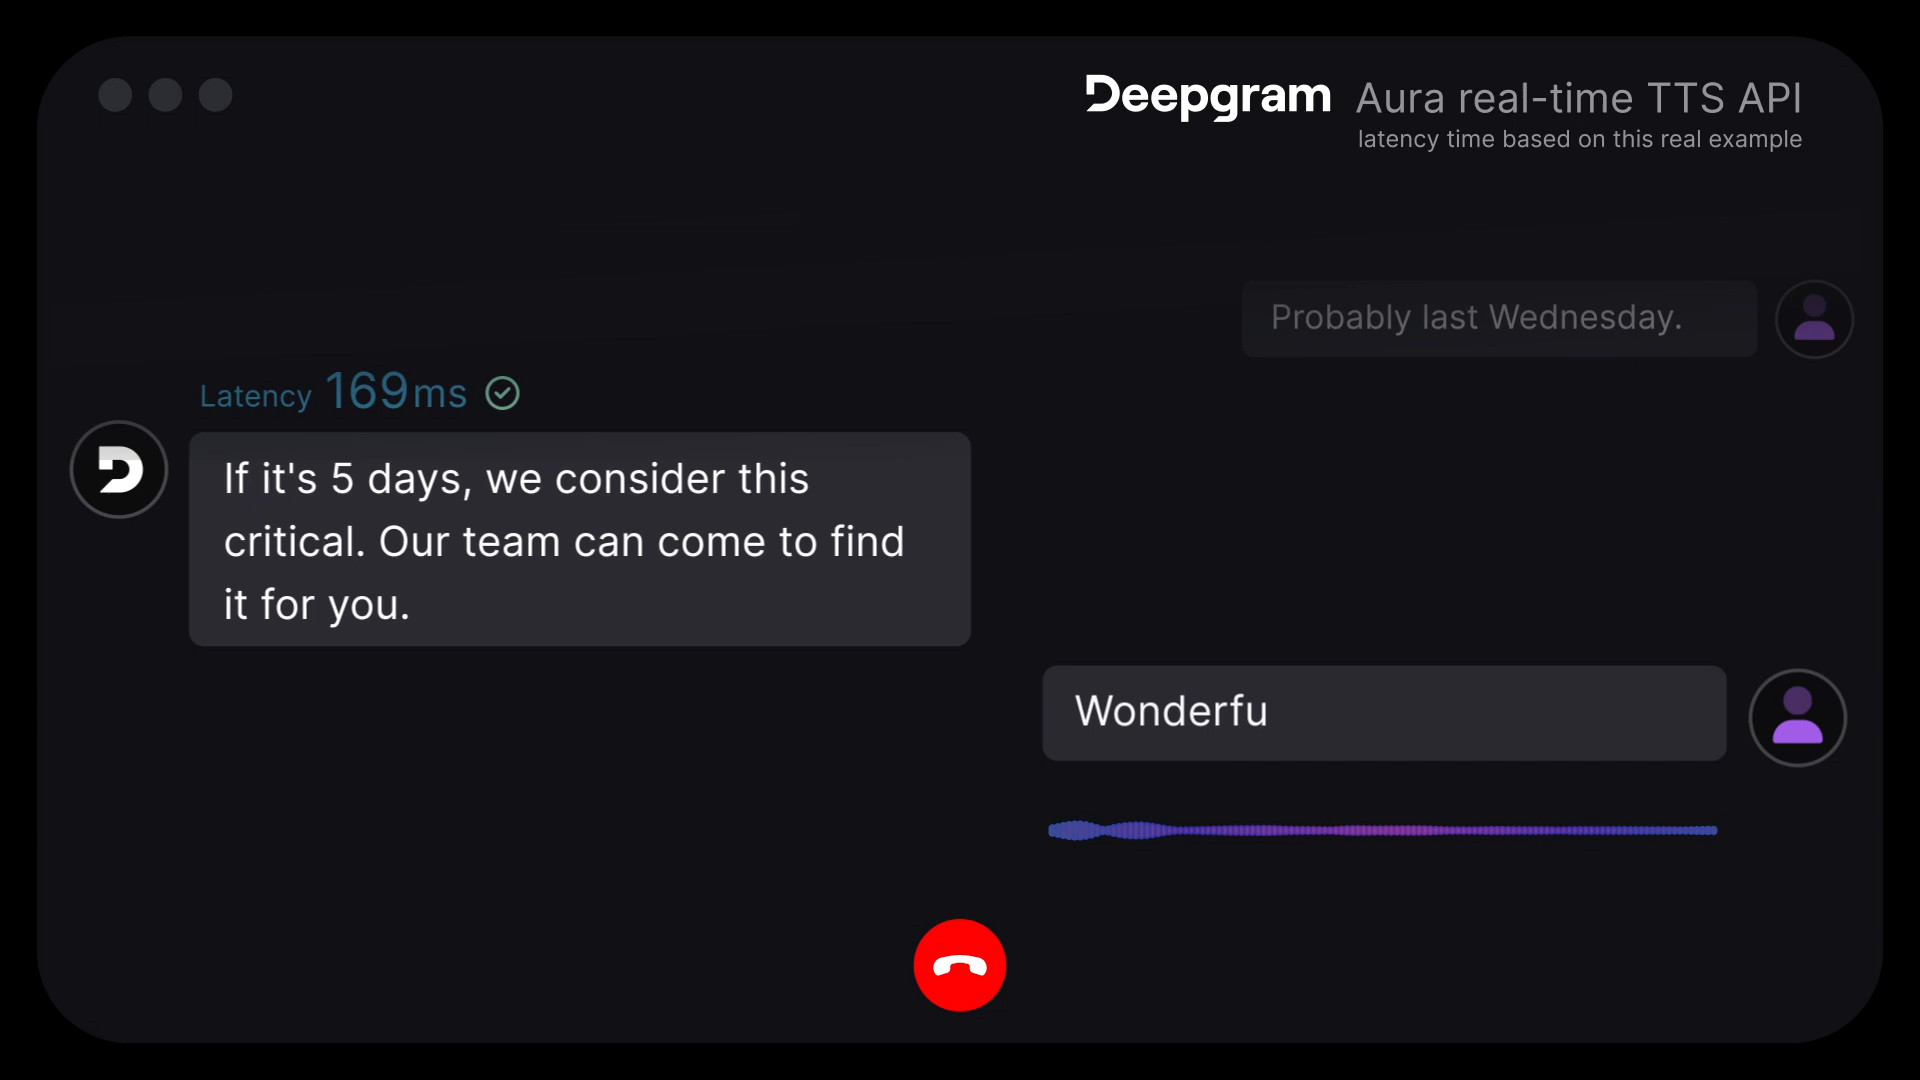 Deepgram Aura real-time TTS API
latency time based on this real example
Probably last Wednesday.
Latency 169ms
If it's 5 days, we consider this
critical. Our team can come to find
it for you.
Wonderfu